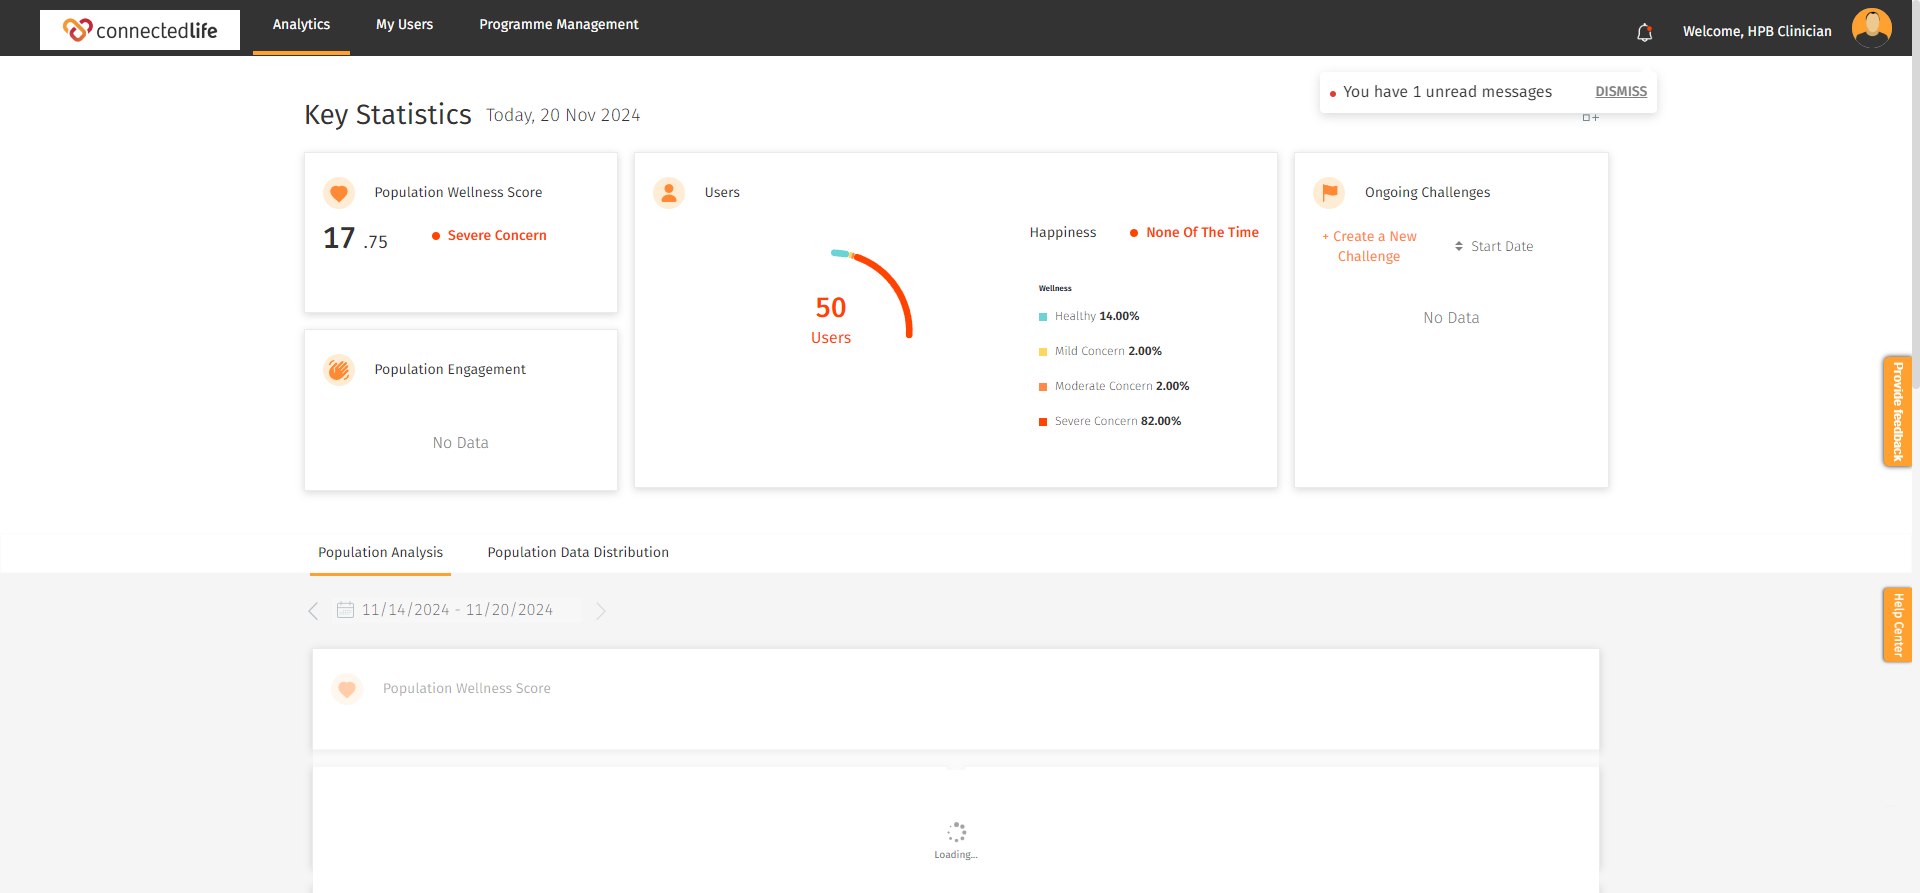 connectedlife
Analytics
My Users
Programme Management
Welcome, HPB Clinician
You have 1 unread messages
DISMISS
Key Statistics
Today, 20 Nov 2024
Population Wellness Score
17 .75
Severe Concern
Population Engagement
No Data
Users
50
Users
Happiness
None Of The Time
Wellness
Healthy 14.00%
Mild Concern 2.00%
Moderate Concern 2.00%
Severe Concern 82.00%
Ongoing Challenges
+ Create a New
Challenge
Start Date
No Data
Provide feedback
Help Center
Population Analysis
Population Data Distribution
11/14/2024 - 11/20/2024
Population Wellness Score
Loading...